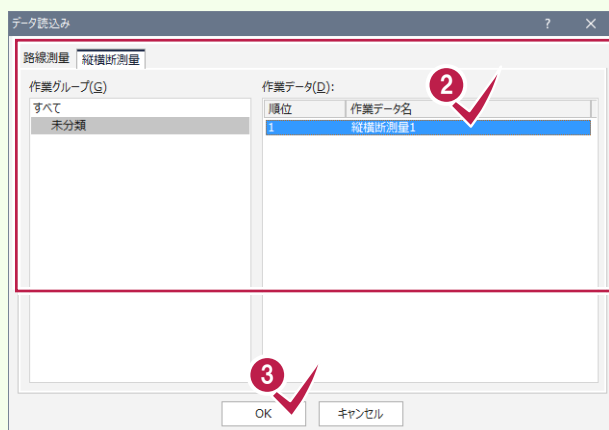 データ読込み ? ×
路線測量 縦横断測量
作業グループ(G) 作業データ(D):
すべて 順位 作業データ名
未分類 1 縦横断測量1
2
3
OK キャンセル